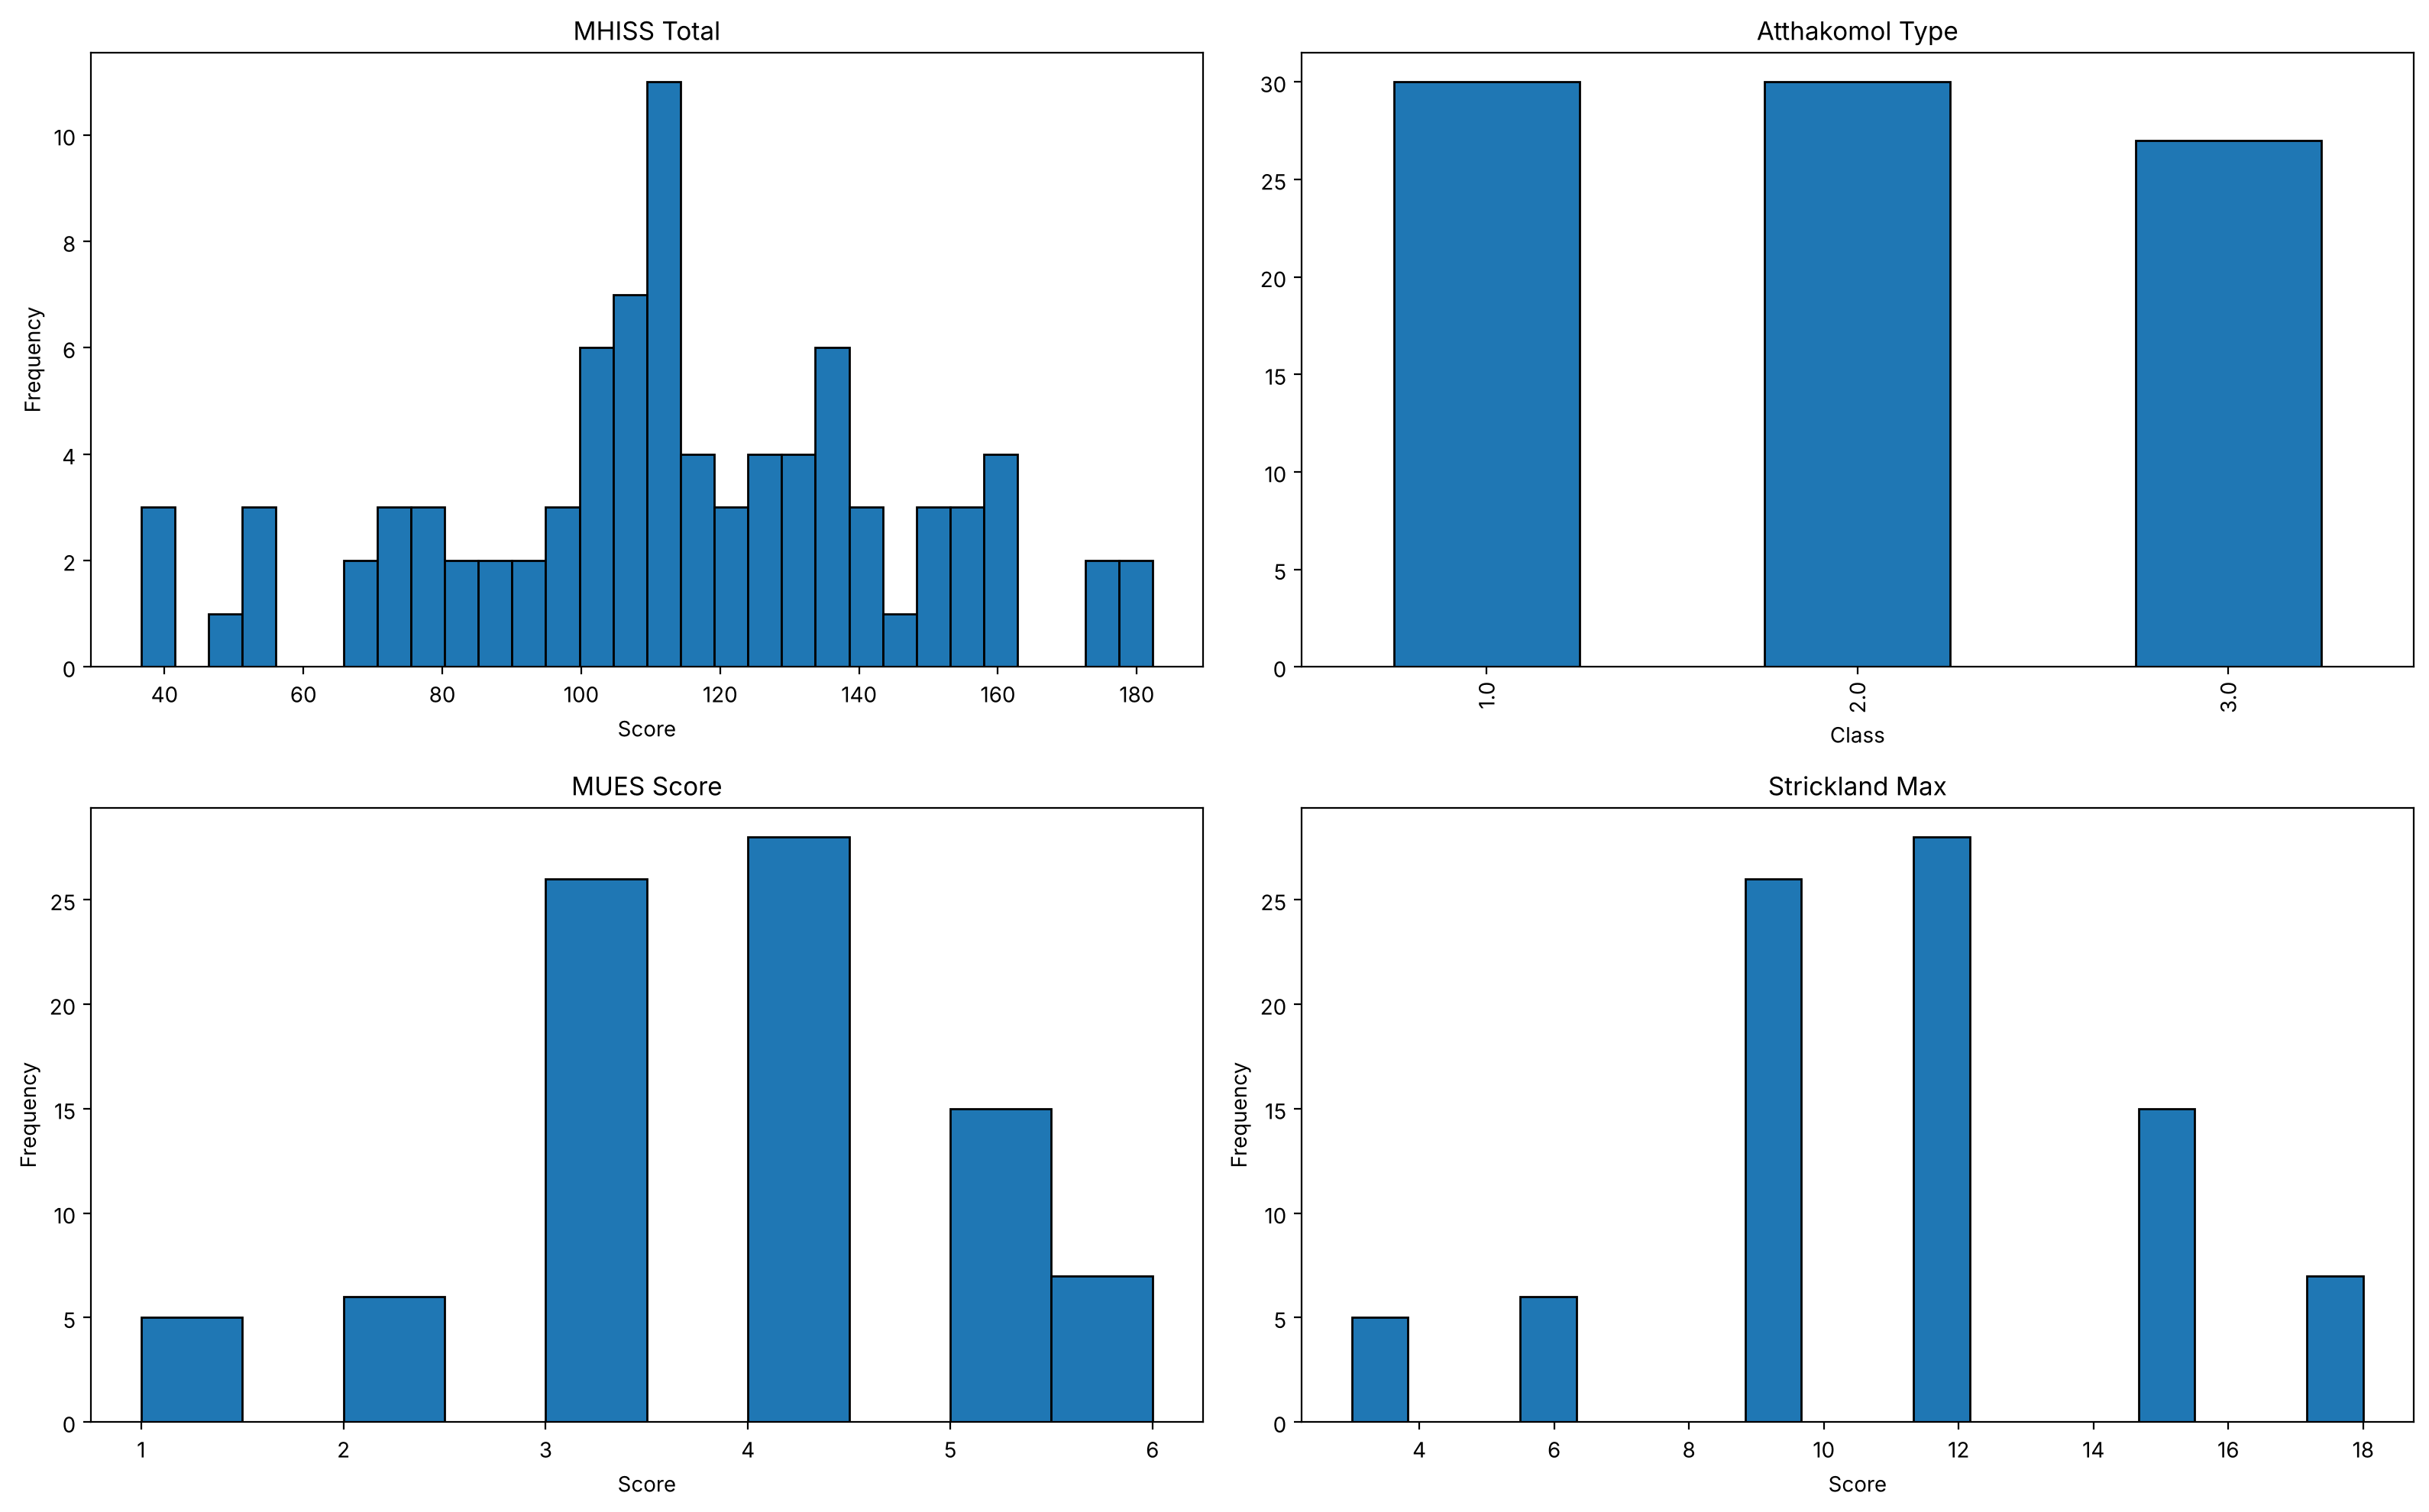 MHISS Total
Frequency
10
8
6
4
2
0
40 60 80 100 120 140 160 180
Score
Atthakomol Type
30
25
20
15
10
5
0
1.0 2.0 3.0
Class
MUES Score
Frequency
25
20
15
10
5
0
1 2 3 4 5 6
Score
Strickland Max
Frequency
25
20
15
10
5
0
4 6 8 10 12 14 16 18
Score